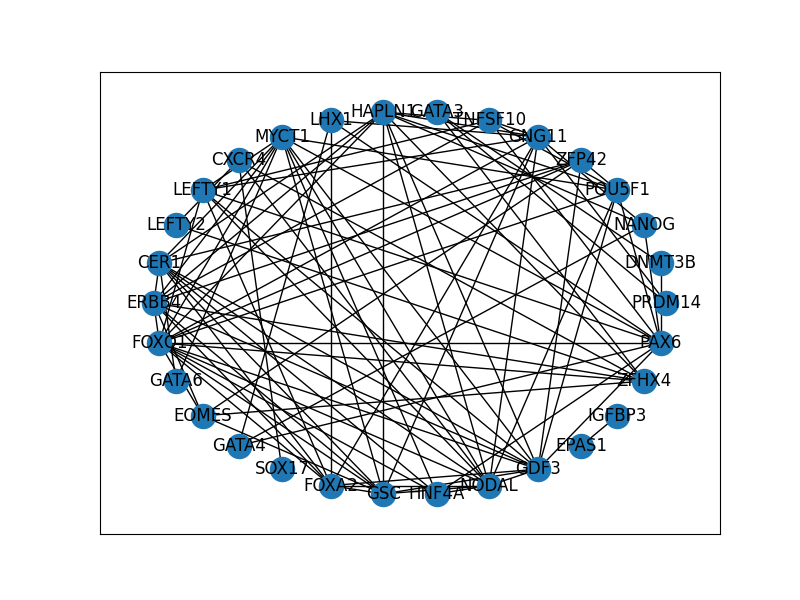 HAPLN1
GATA3
TNFSF10
LHX1
GNG11
MYCT1
CXCR4
ZFP42
LEFTY1
POU5F1
LEFTY2
NANOG
CER1
DNMT3B
ERBB4
PRDM14
FOXO1
PAX6
GATA6
ZFHX4
EOMES
IGFBP3
GATA4
EPAS1
SOX17
GDF3
FOXA2
NODAL
GSC
HNF4A